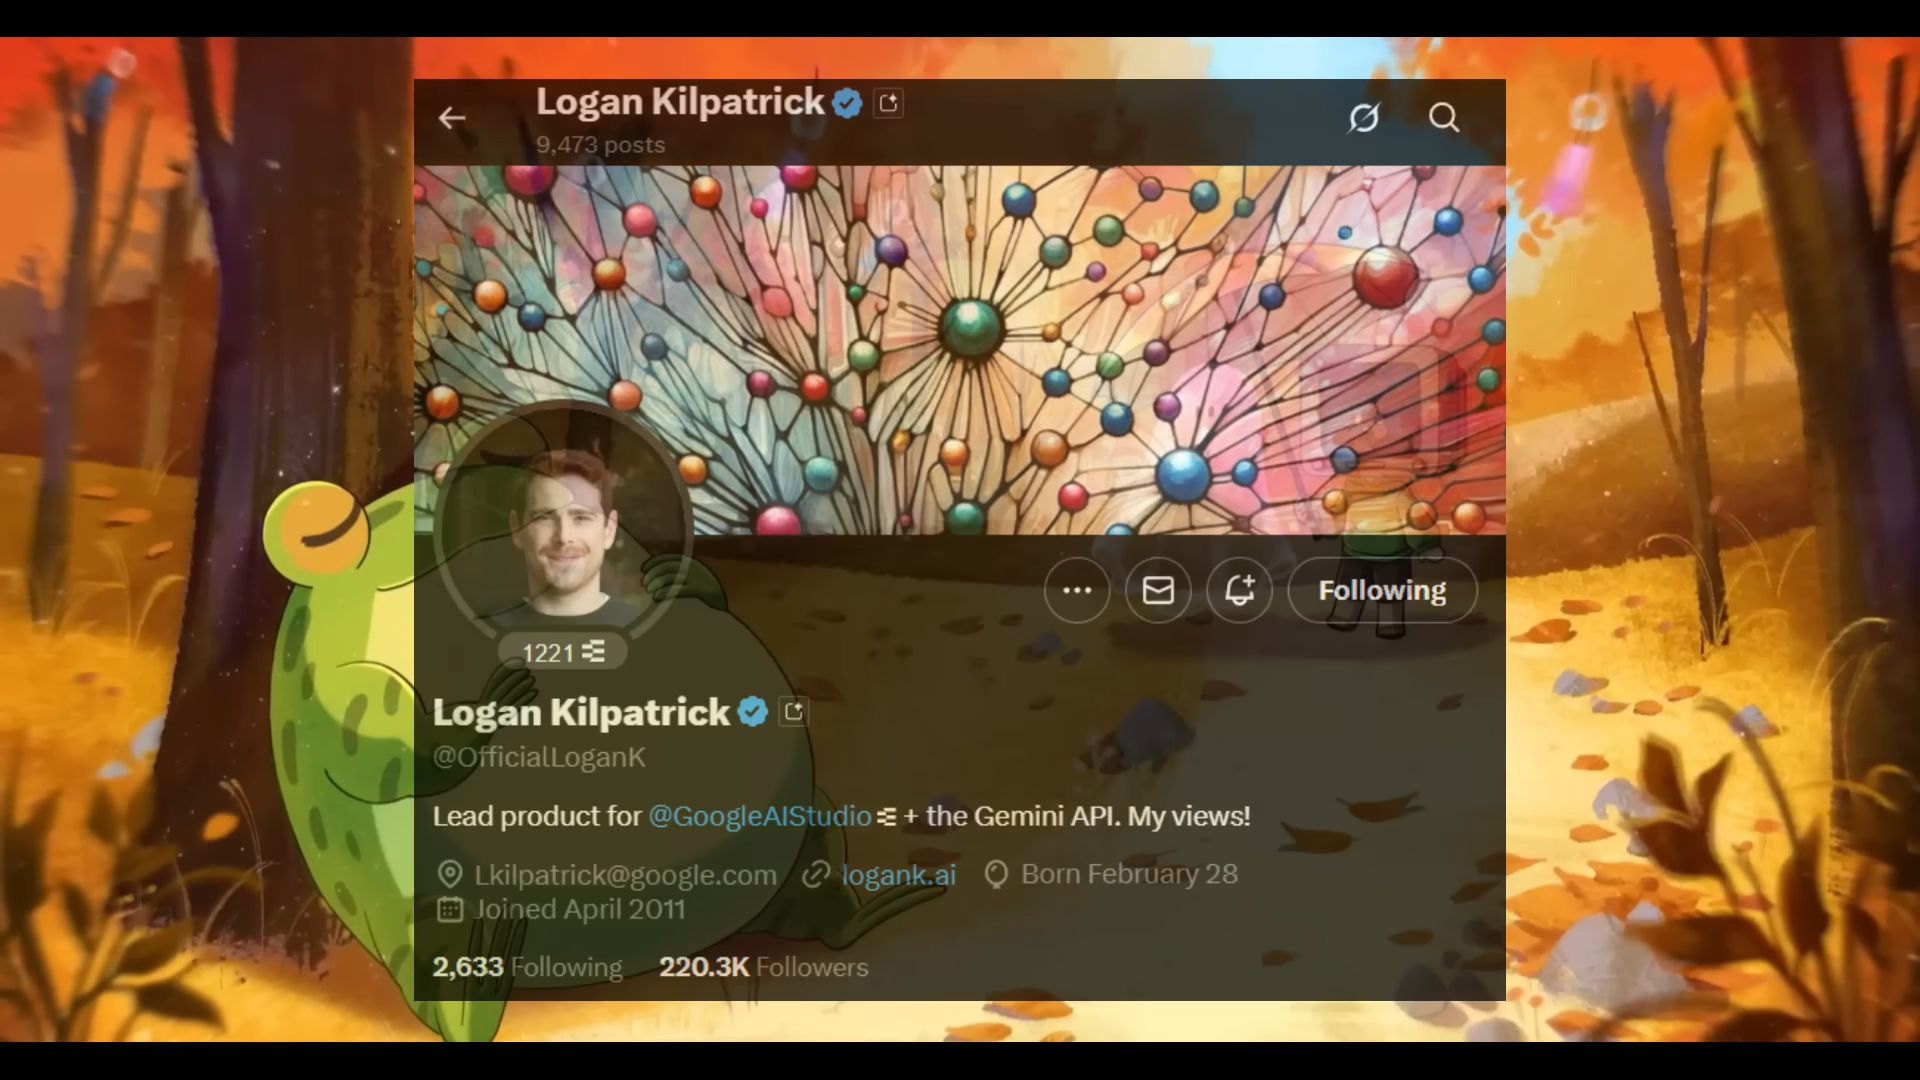 Logan Kilpatrick
9,473 posts
Following
1221
Logan Kilpatrick
@OfficialLoganK
Lead product for @GoogleAIStudio + the Gemini API. My views!
Lkilpatrick@google.com logank.ai Born February 28
Joined April 2011
2,633 Following 220.3K Followers